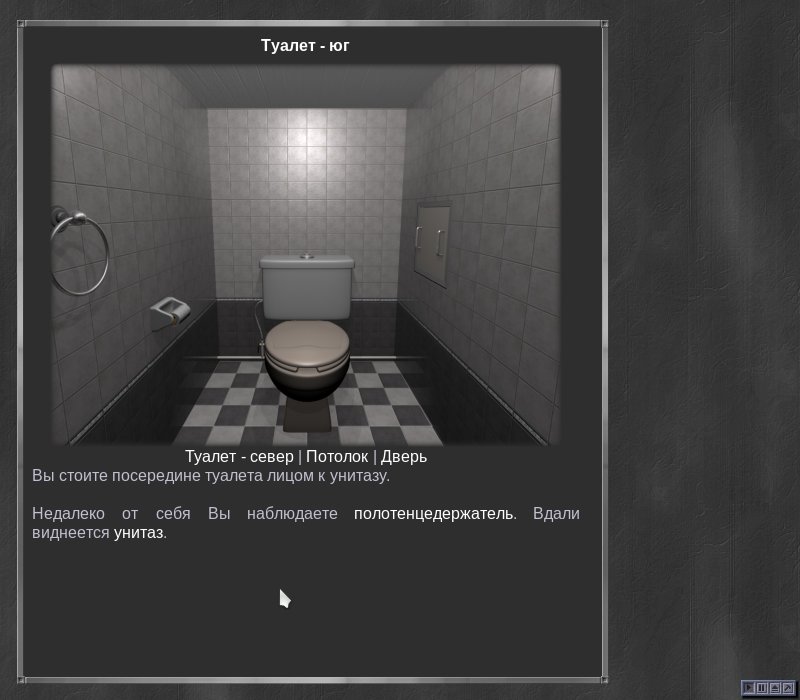 Туалет - юг
Туалет - север | Потолок | Дверь
Вы стоите посередине туалета лицом к унитазу.
Недалеко от себя Вы наблюдаете полотенцедержатель. Вдали
виднеется унитаз.